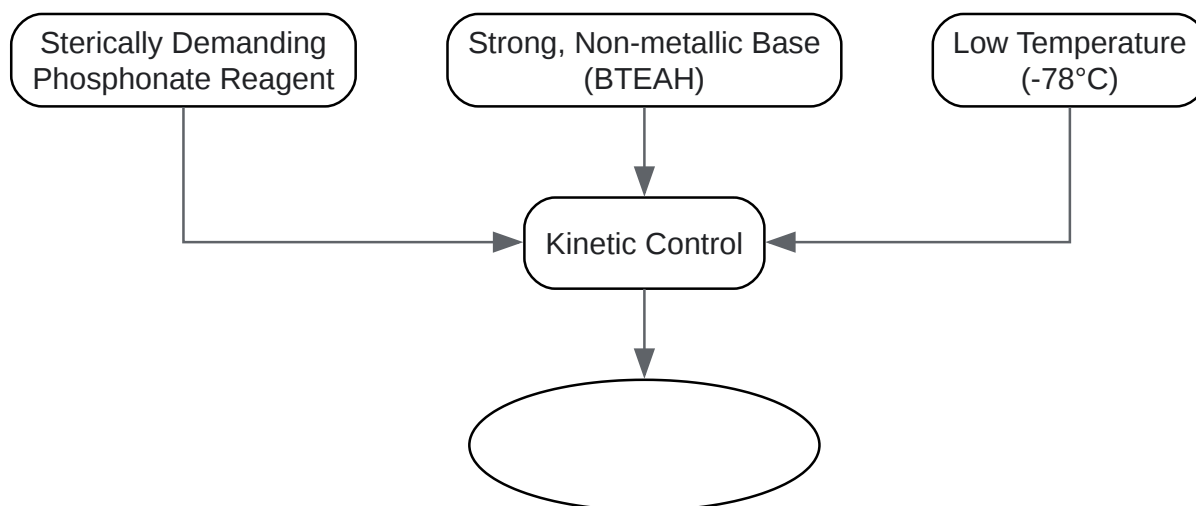 Sterically Demanding
Phosphonate Reagent
Strong, Non-metallic Base
(BTEAH)
Low Temperature
(-78°C)
Kinetic Control